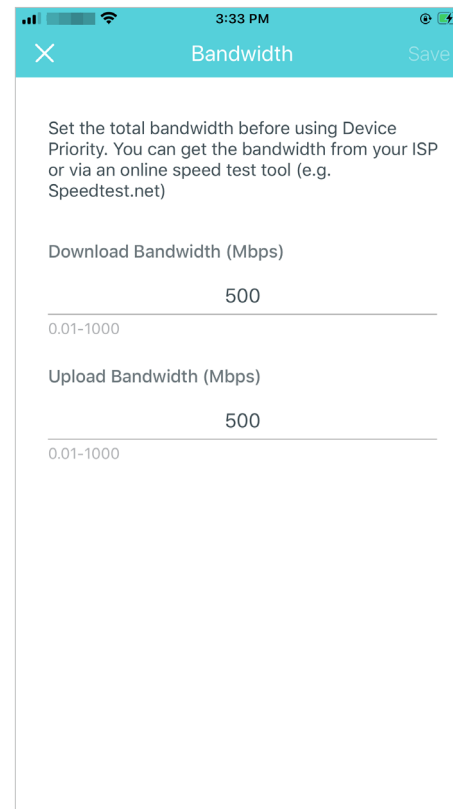 3:33 PM
Bandwidth
Save
Set the total bandwidth before using Device
Priority. You can get the bandwidth from your ISP
or via an online speed test tool (e.g.
Speedtest.net)
Download Bandwidth (Mbps)
500
0.01-1000
Upload Bandwidth (Mbps)
500
0.01-1000